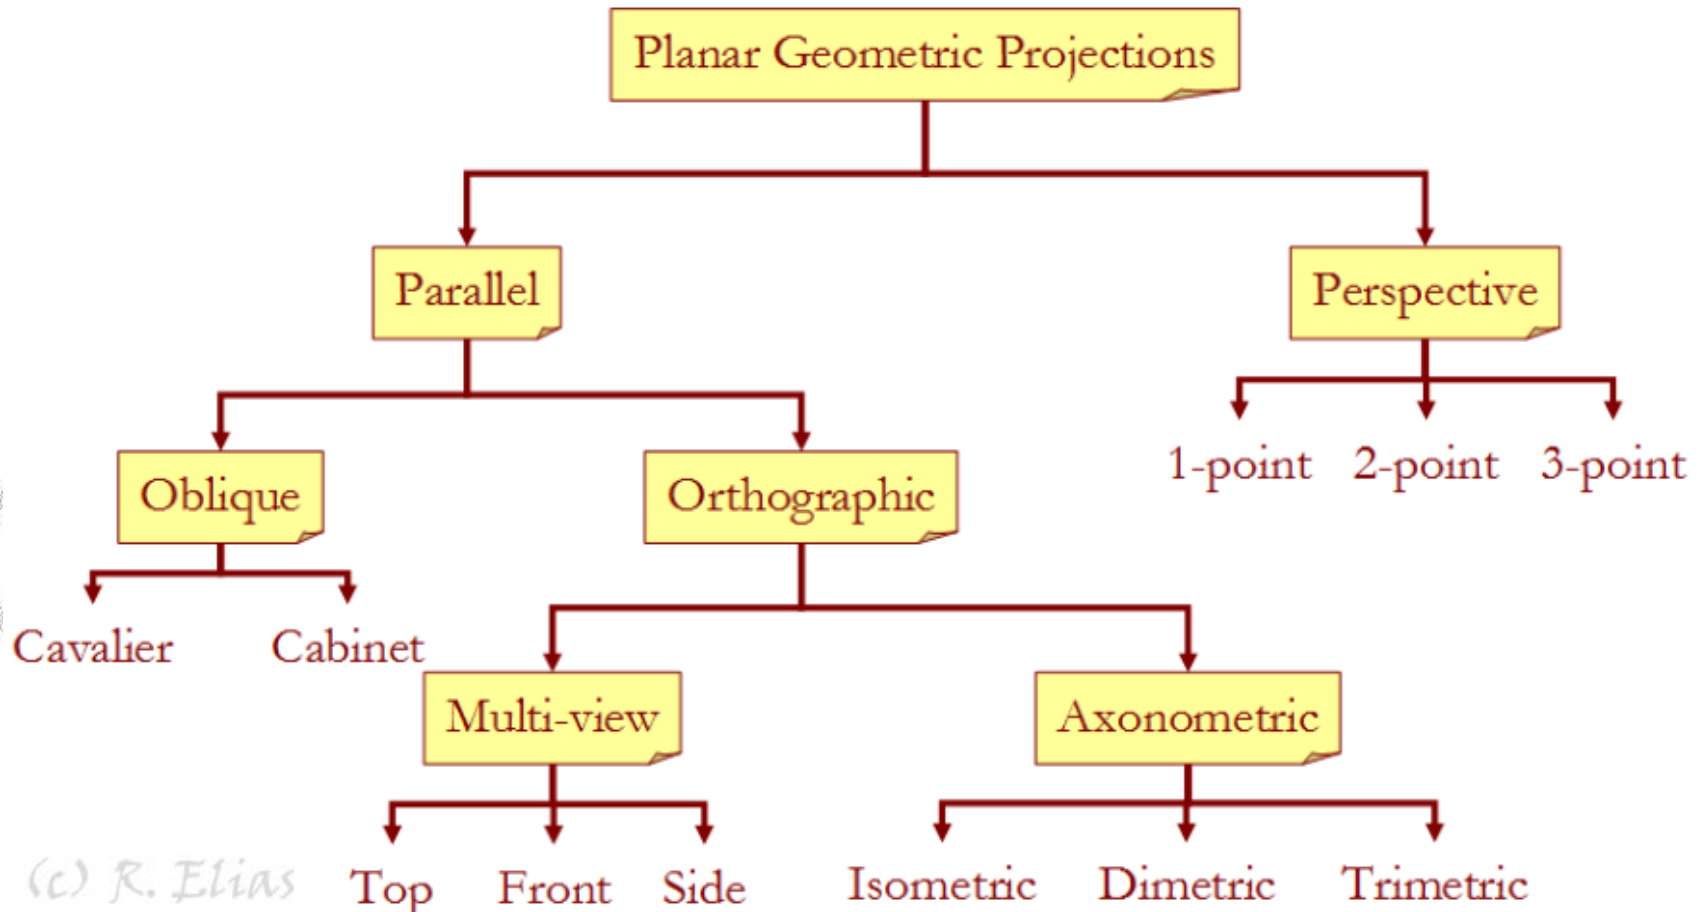 Planar Geometric Projections
Parallel
Perspective
1-point 2-point 3-point
Oblique
Orthographic
Cavalier Cabinet
Multi-view
Axonometric
Top Front Side
Isometric Dimetric Trimetric
(c) R. Elias